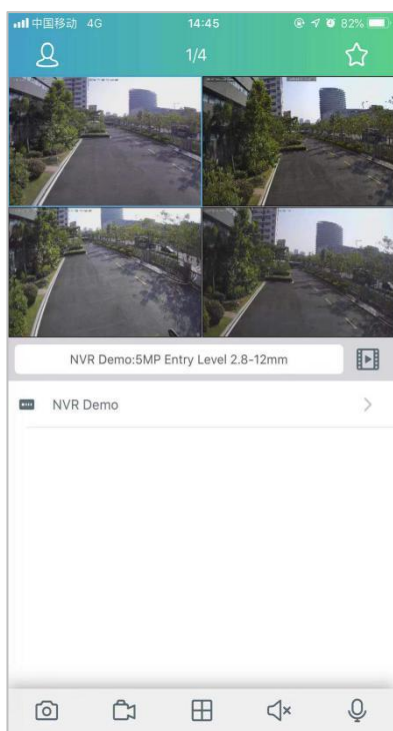 中国移动 4G 14:45 82%
1/4
NVR Demo:5MP Entry Level 2.8-12mm
NVR Demo